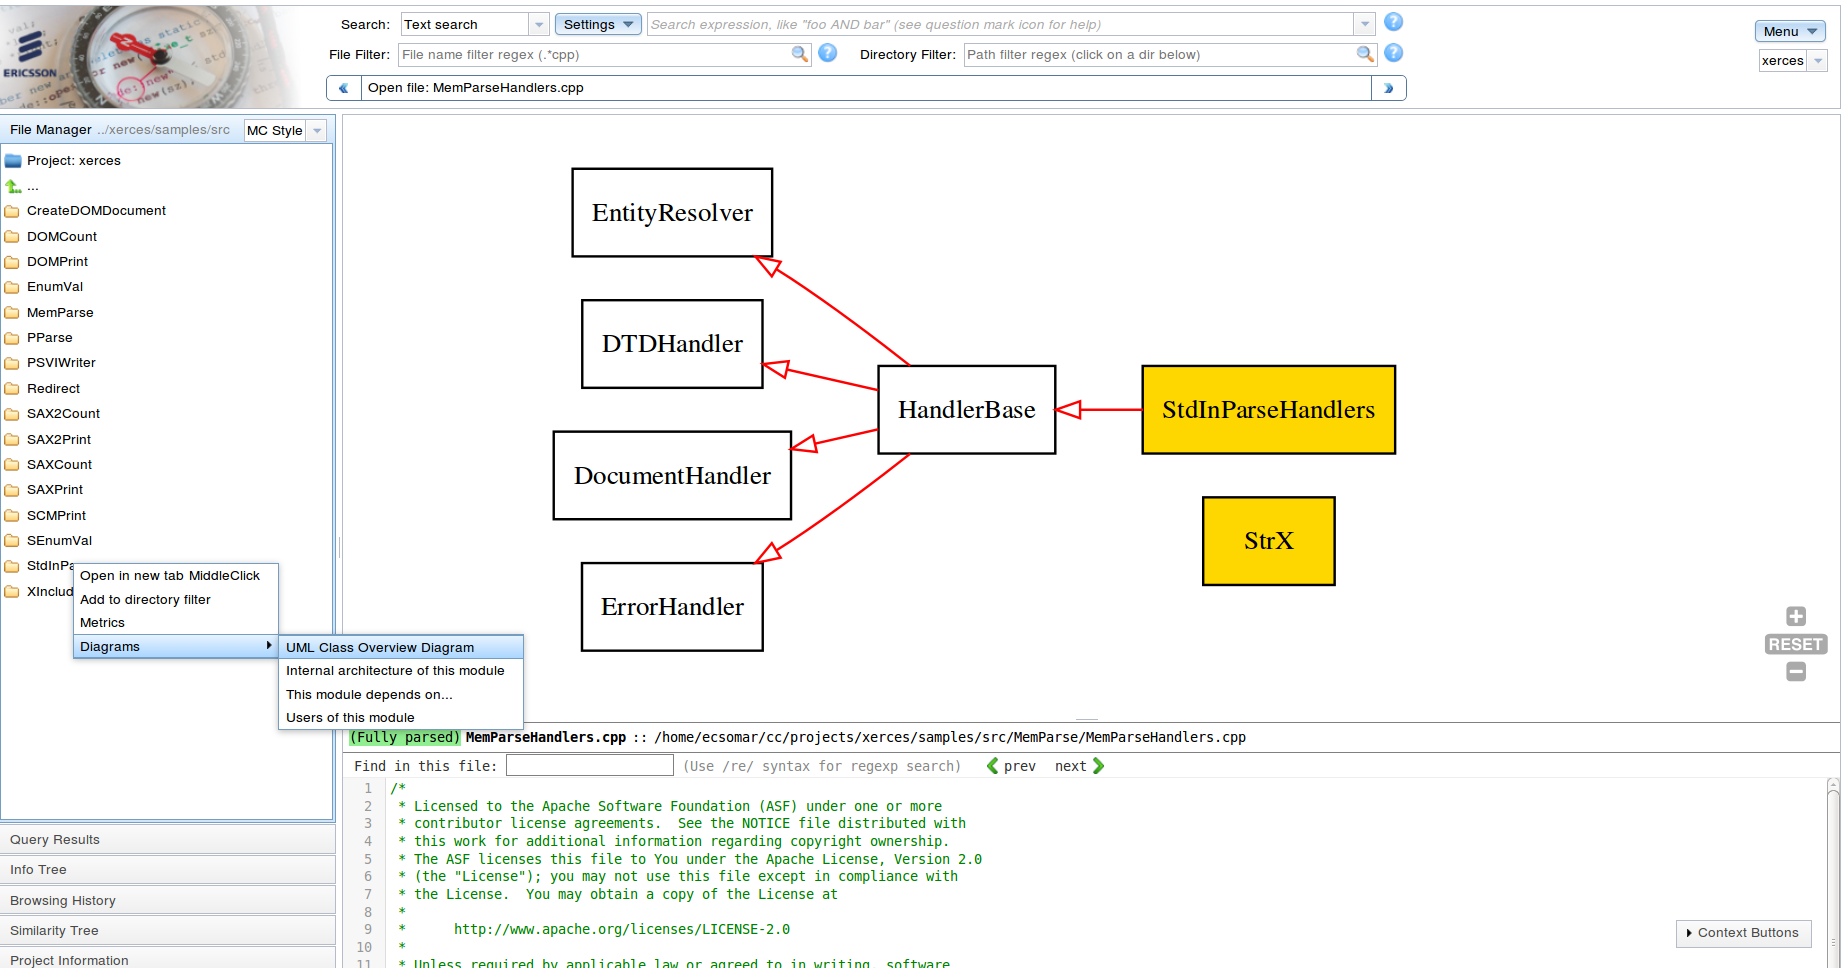 Search:
Text search
Settings
Search expression, like "foo AND bar" (see question mark icon for help)
Menu
File Filter:
File name filter regex (.*cpp)
Directory Filter:
Path filter regex (click on a dir below)
xerces
Open file: MemParseHandlers.cpp
ERICSSON
File Manager ../xerces/samples/src
MC Style
Project: xerces
...
CreateDOMDocument
DOMCount
DOMPrint
EnumVal
MemParse
PParse
PSVIWriter
Redirect
SAX2Count
SAX2Print
SAXCount
SAXPrint
SCMPrint
SEnumVal
StdInPa
XInclud
Open in new tab MiddleClick
Add to directory filter
Metrics
Diagrams
UML Class Overview Diagram
Internal architecture of this module
This module depends on...
Users of this module
EntityResolver
DTDHandler
HandlerBase
StdInParseHandlers
DocumentHandler
StrX
ErrorHandler
RESET
(Fully parsed) MemParseHandlers.cpp :: /home/ecsomar/cc/projects/xerces/samples/src/MemParse/MemParseHandlers.cpp
Find in this file:
(Use /re/ syntax for regexp search)
prev
next
1 /*
2 * Licensed to the Apache Software Foundation (ASF) under one or more
3 * contributor license agreements.  See the NOTICE file distributed with
4 * this work for additional information regarding copyright ownership.
5 * The ASF licenses this file to You under the Apache License, Version 2.0
6 * (the "License"); you may not use this file except in compliance with
7 * the License.  You may obtain a copy of the License at
8 *
9 *      http://www.apache.org/licenses/LICENSE-2.0
10 *
11 * Unless required by applicable law or agreed to in writing, software
Context Buttons
Query Results
Info Tree
Browsing History
Similarity Tree
Project Information